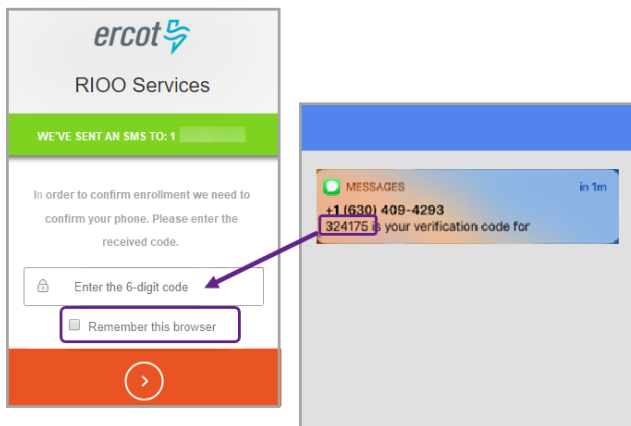 ercot
RIOO Services
WE'VE SENT AN SMS TO: 1
In order to confirm enrollment we need to
confirm your phone. Please enter the
received code.
Enter the 6-digit code
Remember this browser
MESSAGES in 1m
+1 (630) 409-4293
324175 is your verification code for